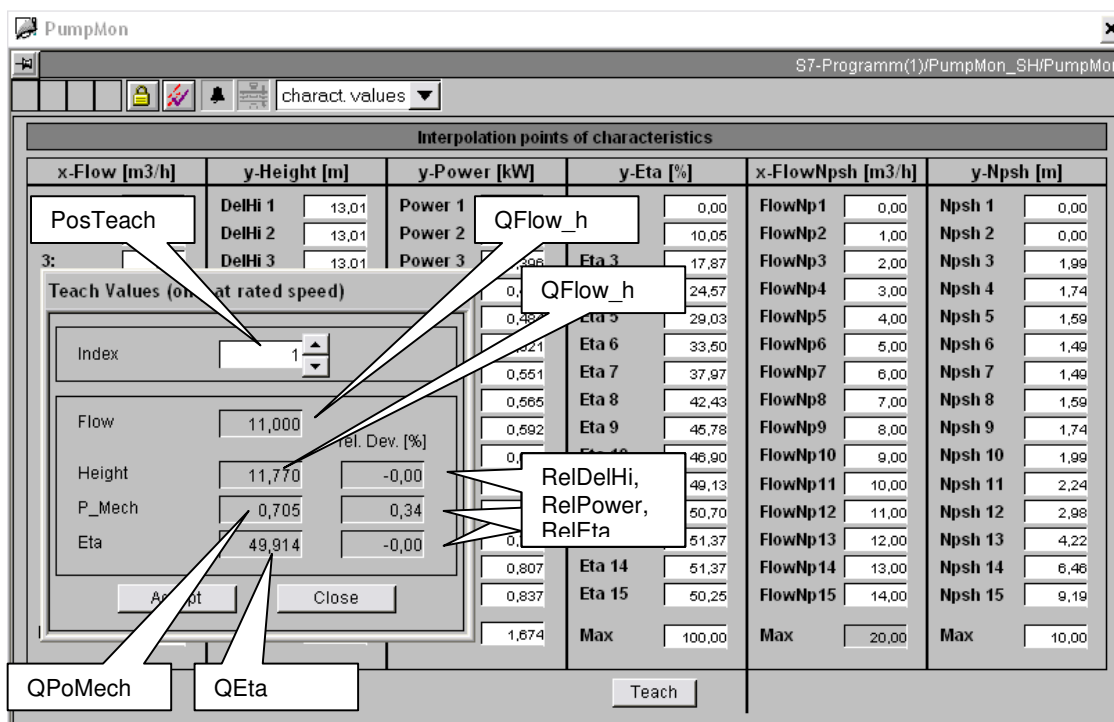 PumpMon
S7-Programm(1)/PumpMon_SH/PumpMon
charact. values
Interpolation points of characteristics
x-Flow [m3/h] y-Height [m] y-Power [kW] y-Eta [%] x-FlowNpsh [m3/h] y-Npsh [m]
DelHi 1 13,01 Power 1 0,00 FlowNp1 0,00 Npsh 1 0,00
PosTeach QFlow_h
DelHi 2 13,01 Power 2 10,05 FlowNp2 1,00 Npsh 2 0,00
3: DelHi 3 13,01 Power 3 Eta 3 17,87 FlowNp3 2,00 Npsh 3 1,99
Teach Values (on at rated speed) QFlow_h 24,57 FlowNp4 3,00 Npsh 4 1,74
0,484 Eta 5 29,03 FlowNp5 4,00 Npsh 5 1,59
Index 1 Eta 6 33,50 FlowNp6 5,00 Npsh 6 1,49
0,551 Eta 7 37,97 FlowNp7 6,00 Npsh 7 1,49
0,565 Eta 8 42,43 FlowNp8 7,00 Npsh 8 1,59
Flow 11,000 0,592 Eta 9 45,78 FlowNp9 8,00 Npsh 9 1,74
rel. Dev. [%] 46,90 FlowNp10 9,00 Npsh 10 1,99
Height 11,770 -0,00 RelDelHi, 49,13 FlowNp11 10,00 Npsh 11 2,24
P_Mech 0,705 0,34 RelPower, 50,70 FlowNp12 11,00 Npsh 12 2,98
RelEta
Eta 49,914 -0,00 51,37 FlowNp13 12,00 Npsh 13 4,22
0,807 Eta 14 51,37 FlowNp14 13,00 Npsh 14 6,46
Accept Close 0,837 Eta 15 50,25 FlowNp15 14,00 Npsh 15 9,19
1,674 Max 100,00 Max 20,00 Max 10,00
QPoMech QEta Teach